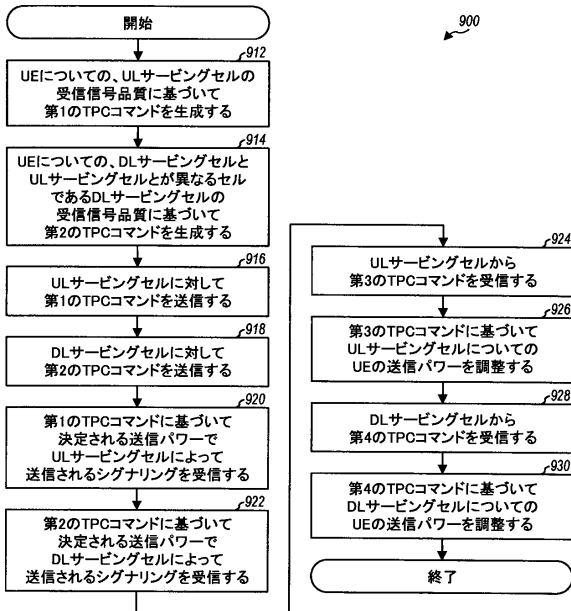 開始
900
912
UEについての、ULサービングセルの
受信信号品質に基づいて
第1のTPCコマンドを生成する
914
UEについての、DLサービングセルと
ULサービングセルとが異なるセル
であるDLサービングセルの
受信信号品質に基づいて
第2のTPCコマンドを生成する
916
ULサービングセルに対して
第1のTPCコマンドを送信する
918
DLサービングセルに対して
第2のTPCコマンドを送信する
920
第1のTPCコマンドに基づいて
決定される送信パワーで
ULサービングセルによって
送信されるシグナリングを受信する
922
第2のTPCコマンドに基づいて
決定される送信パワーで
DLサービングセルによって
送信されるシグナリングを受信する
924
ULサービングセルから
第3のTPCコマンドを受信する
926
第3のTPCコマンドに基づいて
ULサービングセルについての
UEの送信パワーを調整する
928
DLサービングセルから
第4のTPCコマンドを受信する
930
第4のTPCコマンドに基づいて
DLサービングセルについての
UEの送信パワーを調整する
終了